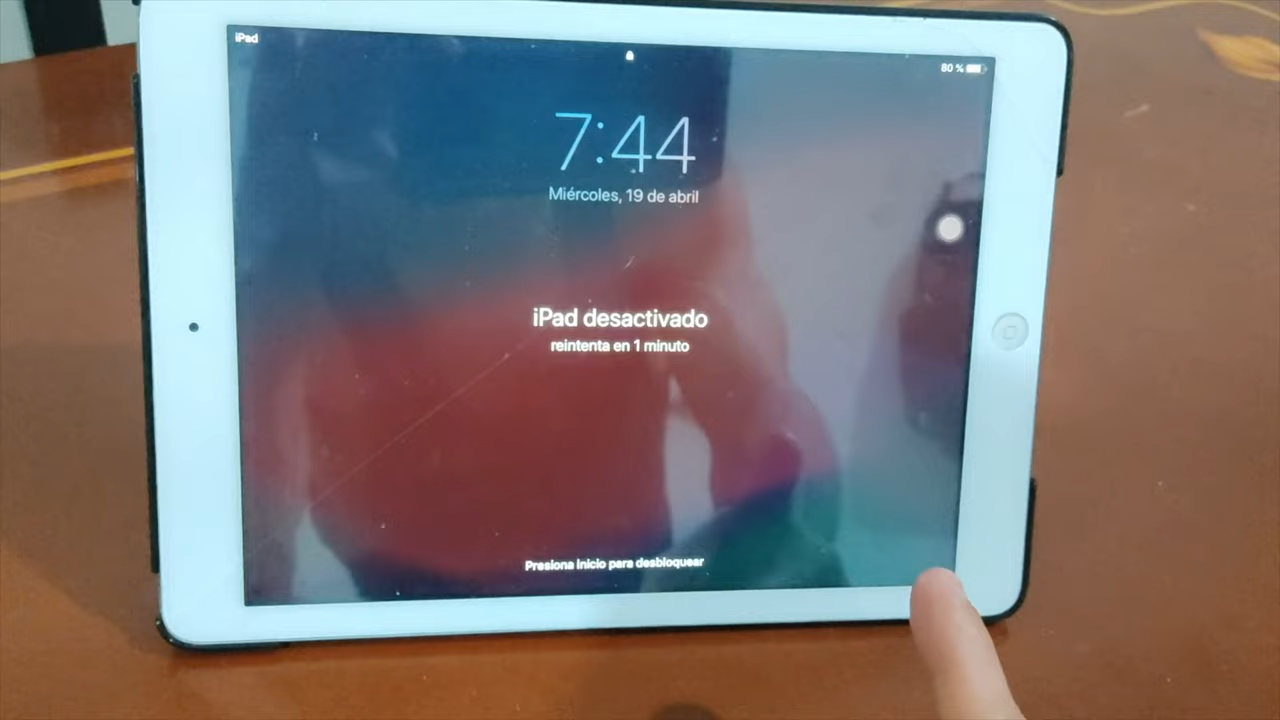 iPad
80 %
7:44
Miércoles, 19 de abril
iPad desactivado
reintenta en 1 minuto
Presiona Inicio para desbloquear